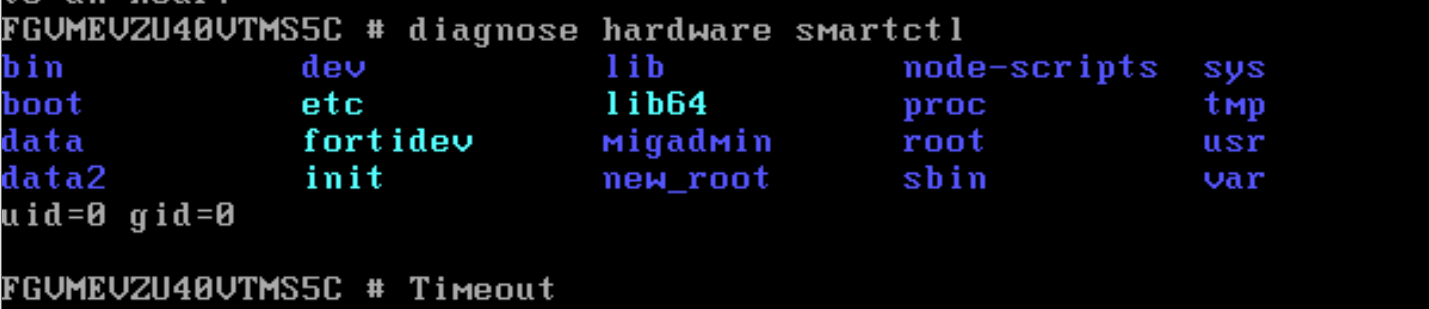 FGVMEVZU40VTMS5C # diagnose hardware smartctl
bin dev lib node-scripts sys
boot etc lib64 proc tmp
data fortidev migadmin root usr
data2 init new_root sbin var
uid=0 gid=0
FGVMEVZU40VTMS5C # Timeout